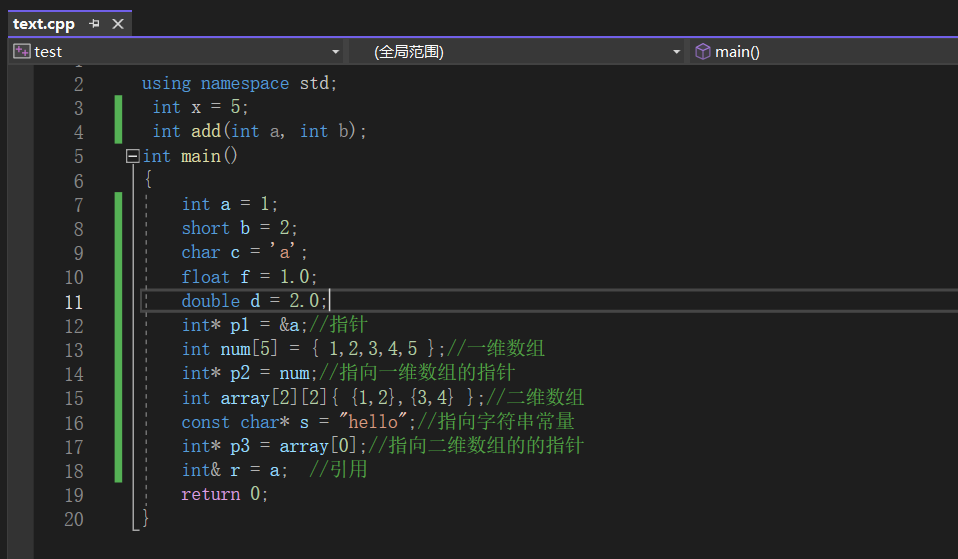 text.cpp
test (全局范围) main()
2 using namespace std;
3 int x = 5;
4 int add(int a, int b);
5 int main()
6 {
7 int a = 1;
8 short b = 2;
9 char c = 'a';
10 float f = 1.0;
11 double d = 2.0;
12 int* p1 = &a;//指针
13 int num[5] = { 1,2,3,4,5 };//一维数组
14 int* p2 = num;//指向一维数组的指针
15 int array[2][2]{ {1,2},{3,4} };//二维数组
16 const char* s = "hello";//指向字符串常量
17 int* p3 = array[0];//指向二维数组的的指针
18 int& r = a;  //引用
19 return 0;
20 }